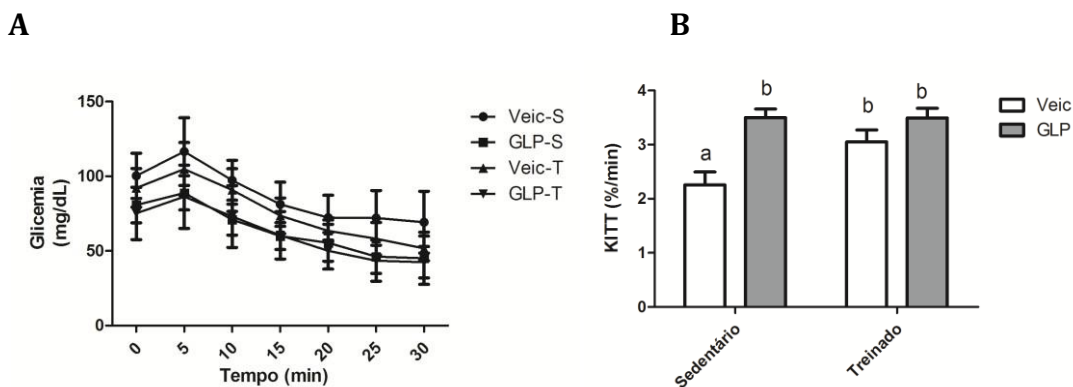 A
B
150
100
50
0
Glicemia
(mg/dL)
0 5 10 15 20 25 30
Tempo (min)
Veic-S
GLP-S
Veic-T
GLP-T
4
3
2
1
0
KITT (%/min)
a
b
b
b
Sedentário
Treinado
Veic
GLP